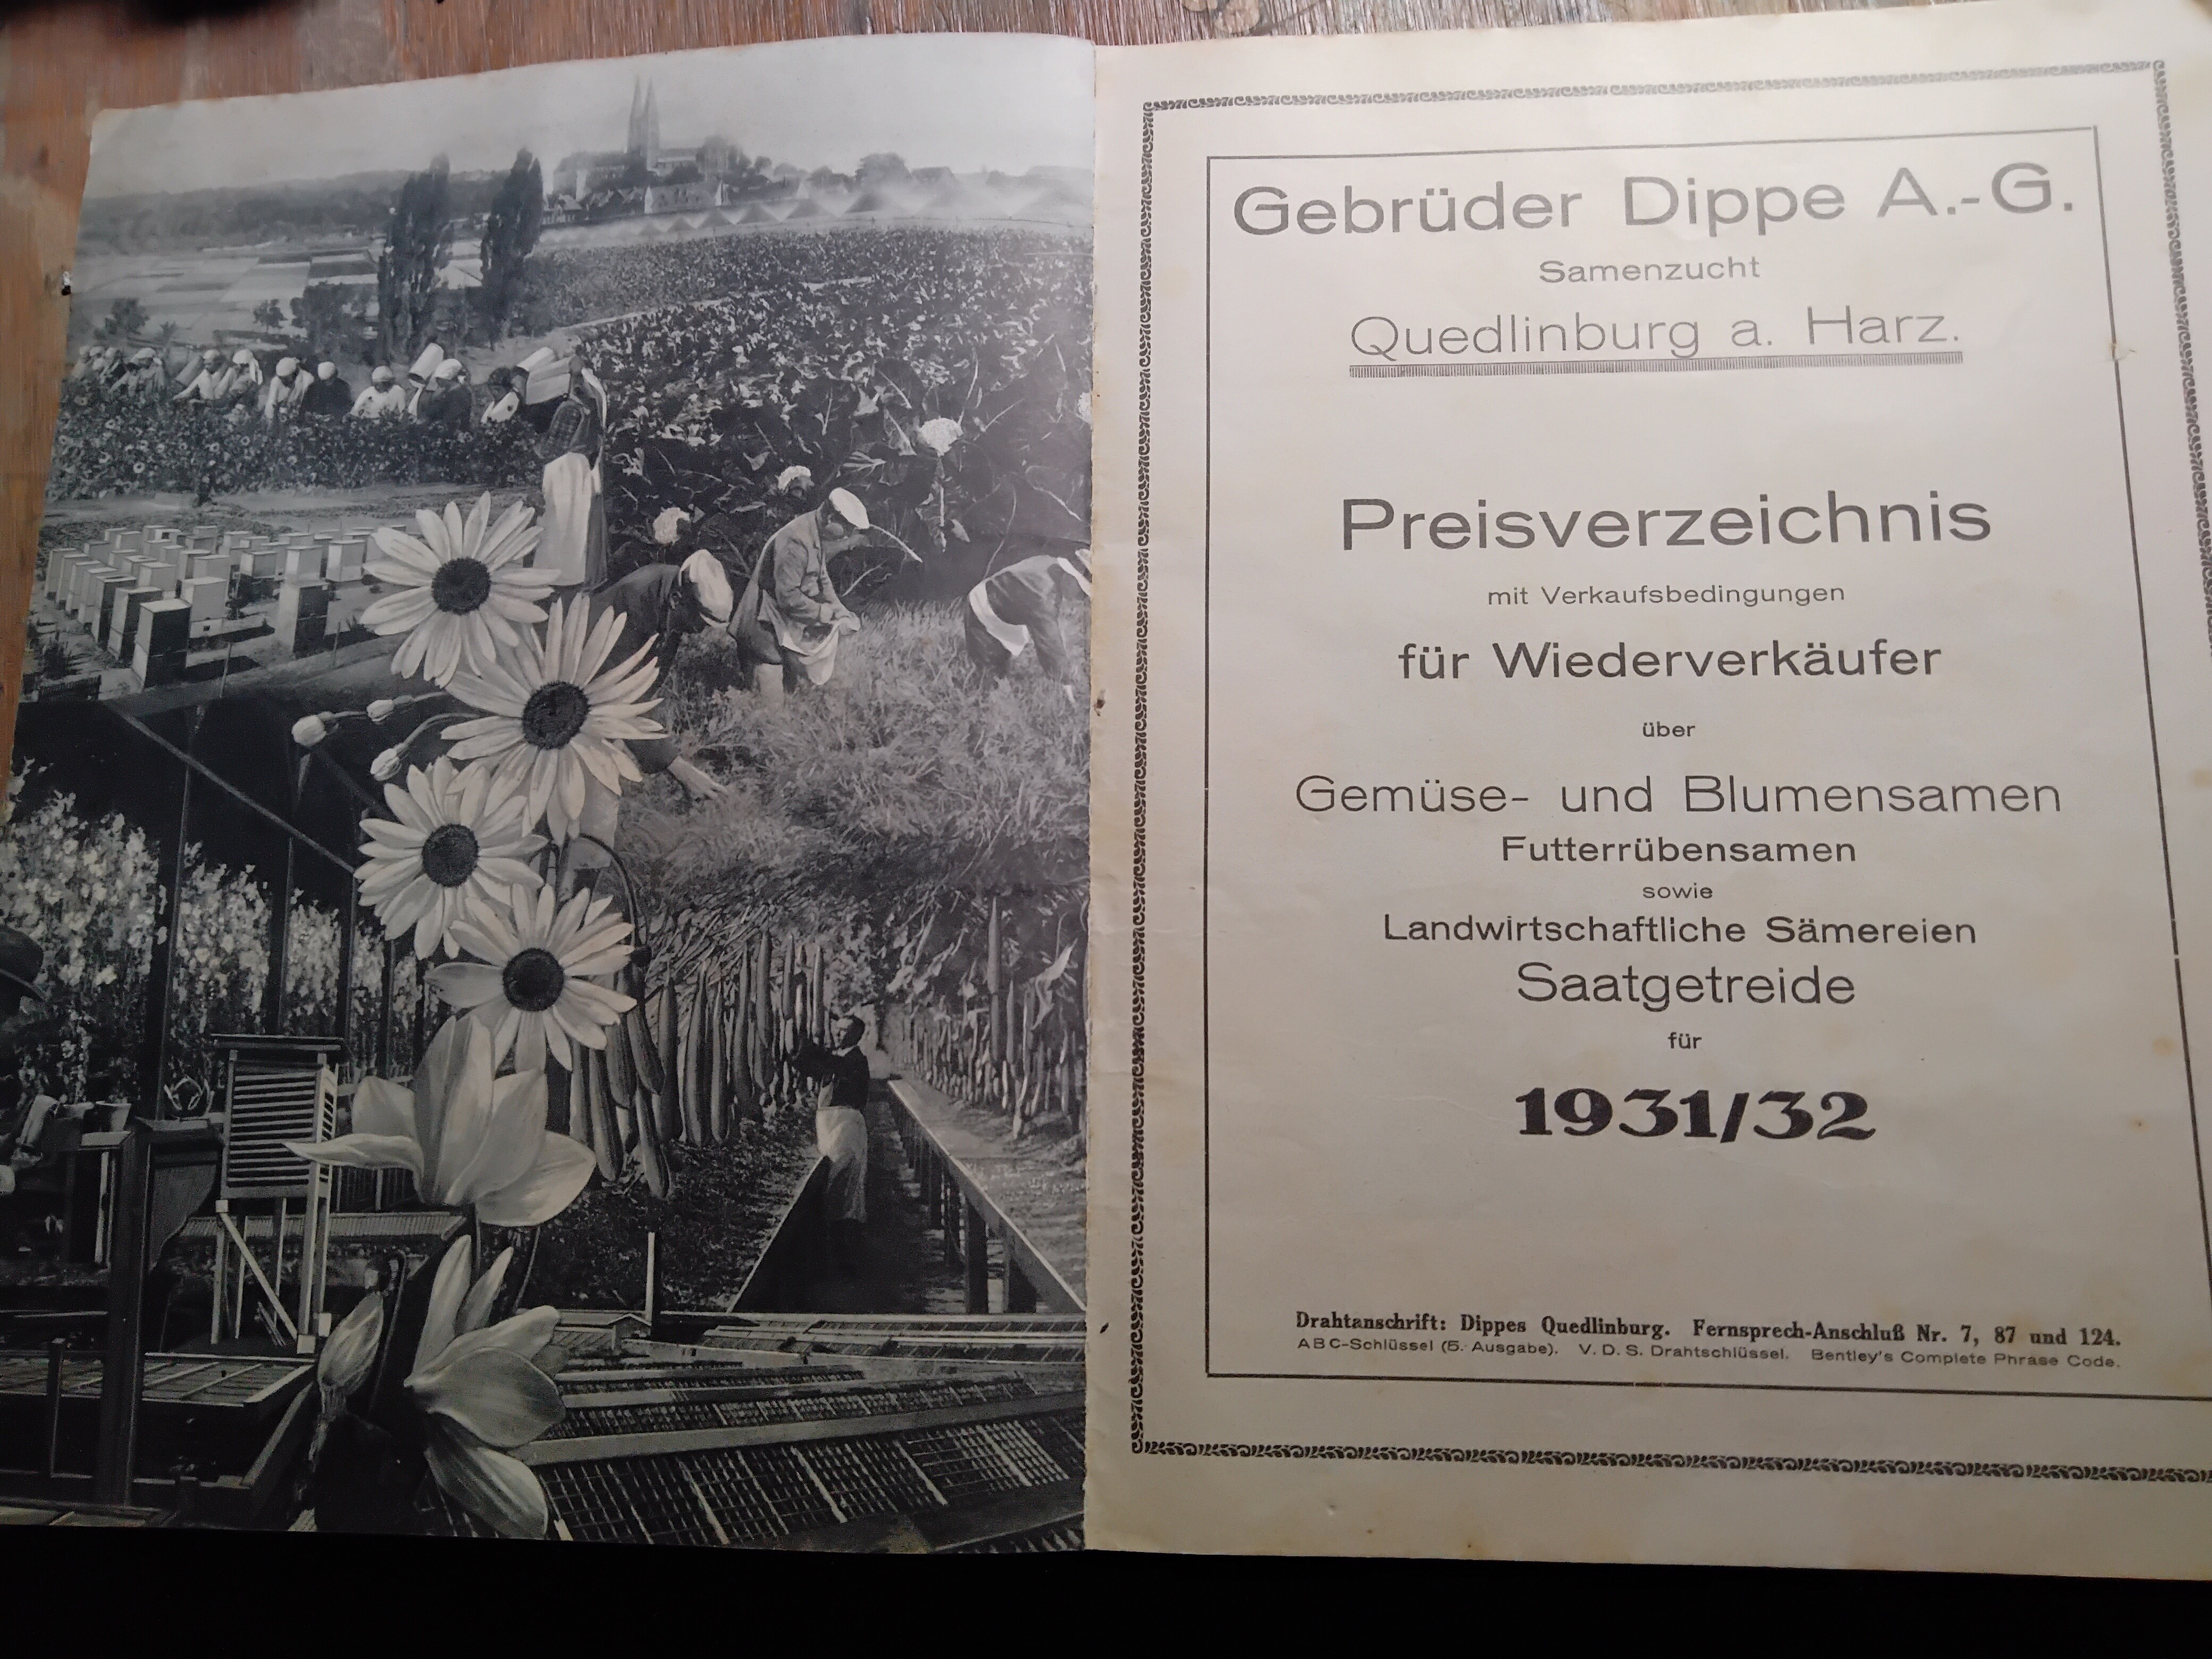 Gebrüder Dippe A.-G.
Samenzucht
Quedlinburg a. Harz.
Preisverzeichnis
mit Verkaufsbedingungen
für Wiederverkäufer
über
Gemüse- und Blumensamen
Futterrübensamen
sowie
Landwirtschaftliche Sämereien
Saatgetreide
für
1931/32
Drahtanschrift: Dippes Quedlinburg. Fernsprech-Anschluß Nr. 7, 87 und 124.
ABC-Schlüssel (5. Ausgabe). V. D. S. Drahtschlüssel. Bentley's Complete Phrase Code.